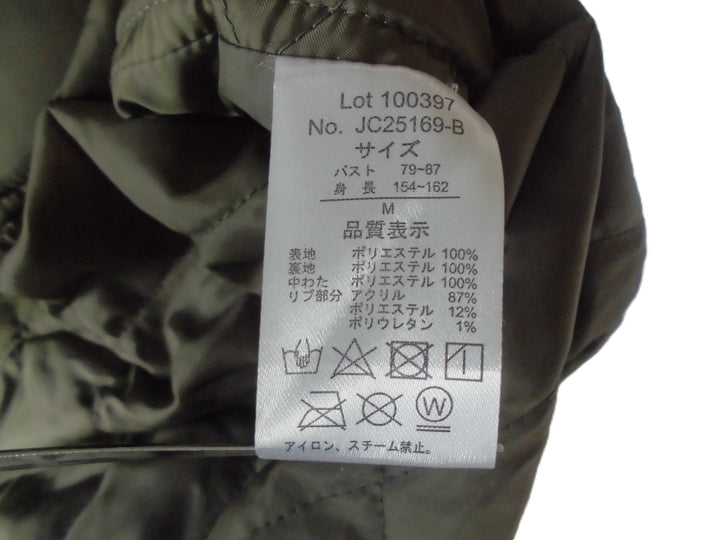 Lot 100397
No. JC25169-B
サイズ
バスト 79~87
身長 154~162
M
品質表示
表地 ポリエステル 100%
裏地 ポリエステル 100%
中わた ポリエステル 100%
リブ部分 アクリル 87%
ポリエステル 12%
ポリウレタン 1%
W
アイロン、スチーム禁止。